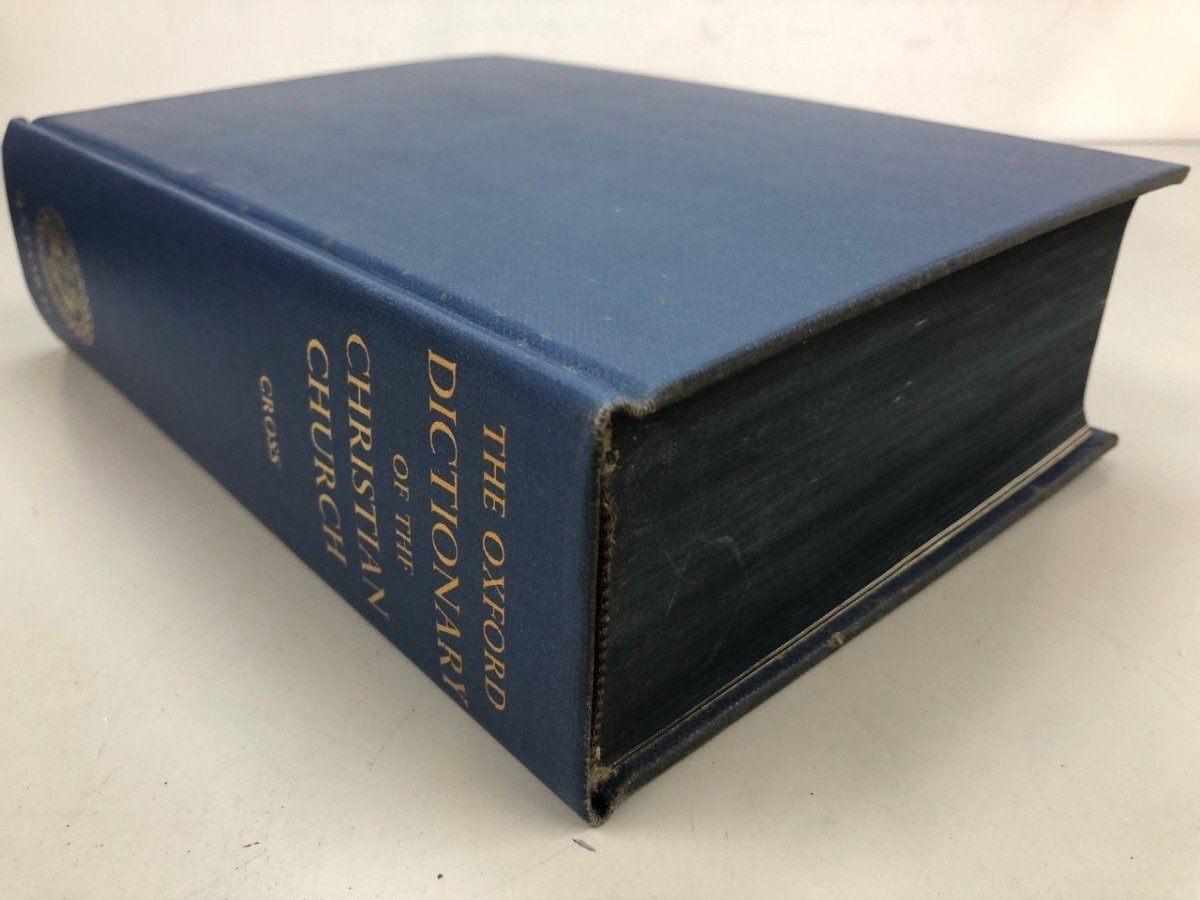 THE OXFORD
DICTIONARY
OF THE
CHRISTIAN
CHURCH
CROSS